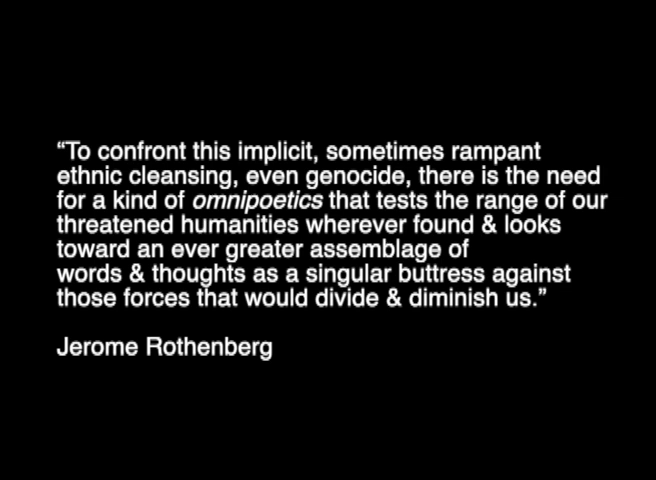 “To confront this implicit, sometimes rampant
ethnic cleansing, even genocide, there is the need
for a kind of omnipoetics that tests the range of our
threatened humanities wherever found & looks
toward an ever greater assemblage of
words & thoughts as a singular buttress against
those forces that would divide & diminish us.”
Jerome Rothenberg